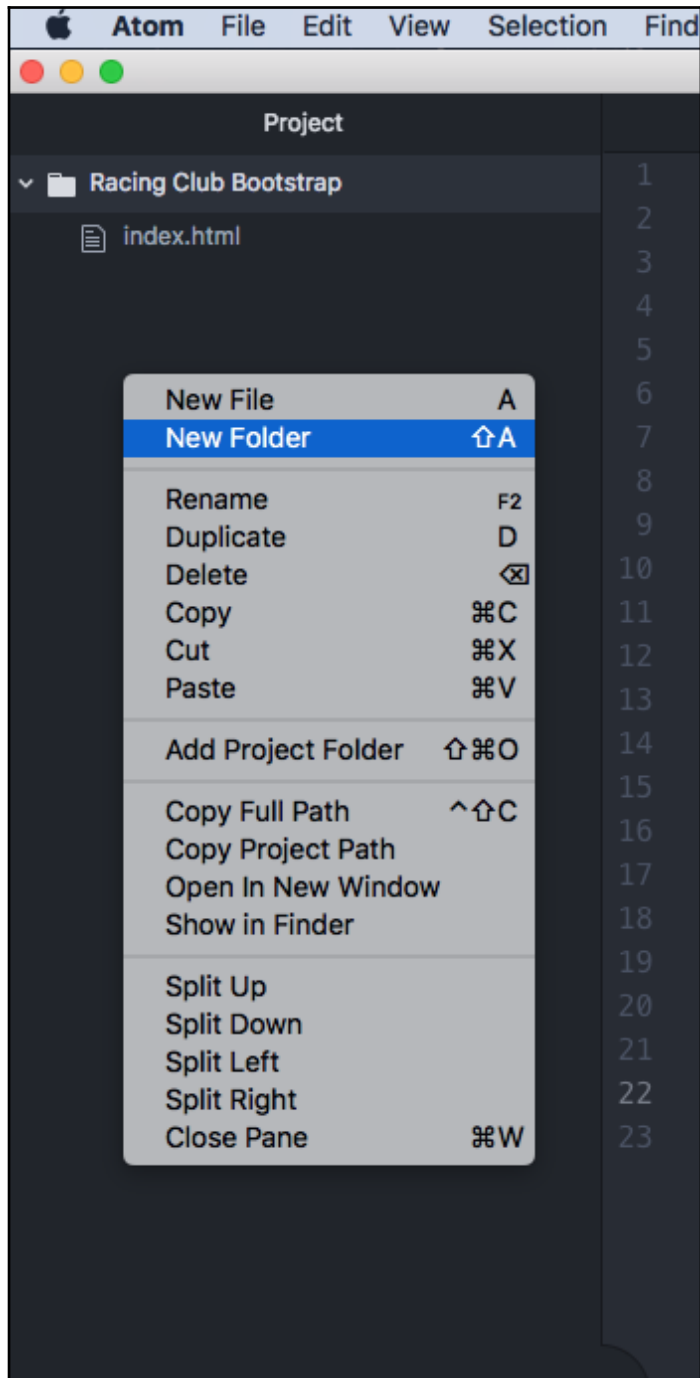 Atom File Edit View Selection Find
Project
Racing Club Bootstrap
index.html
1
2
3
4
5
6
7
8
9
10
11
12
13
14
15
16
17
18
19
20
21
22
23
New File A
New Folder ⇧A
Rename F2
Duplicate D
Delete ⌫
Copy ⌘C
Cut ⌘X
Paste ⌘V
Add Project Folder ⇧⌘O
Copy Full Path ^⇧C
Copy Project Path
Open In New Window
Show in Finder
Split Up
Split Down
Split Left
Split Right
Close Pane ⌘W